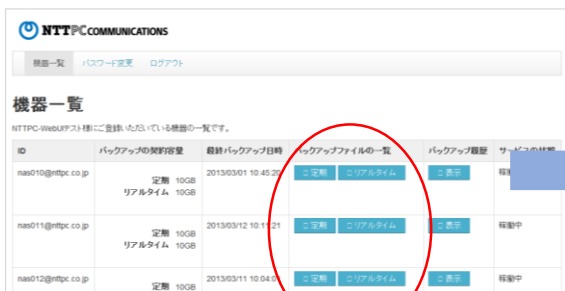 NTTPC COMMUNICATIONS
機器一覧 パスワード変更 ログアウト
機器一覧
NTTPC-WebUIテスト様にご登録いただいている機器の一覧です。
ID バックアップの契約容量 最終バックアップ日時 バックアップファイルの一覧 バックアップ履歴 サービスの状態
nas010@nttpc.co.jp 定期 10GB 2013/03/01 10:45:20 定期 リアルタイム 表示
リアルタイム 10GB
nas011@nttpc.co.jp 定期 10GB 2013/03/12 10:11:21 定期 リアルタイム 表示 稼働中
リアルタイム 10GB
nas012@nttpc.co.jp 定期 10GB 2013/03/11 10:04:0 定期 リアルタイム 表示 稼働中